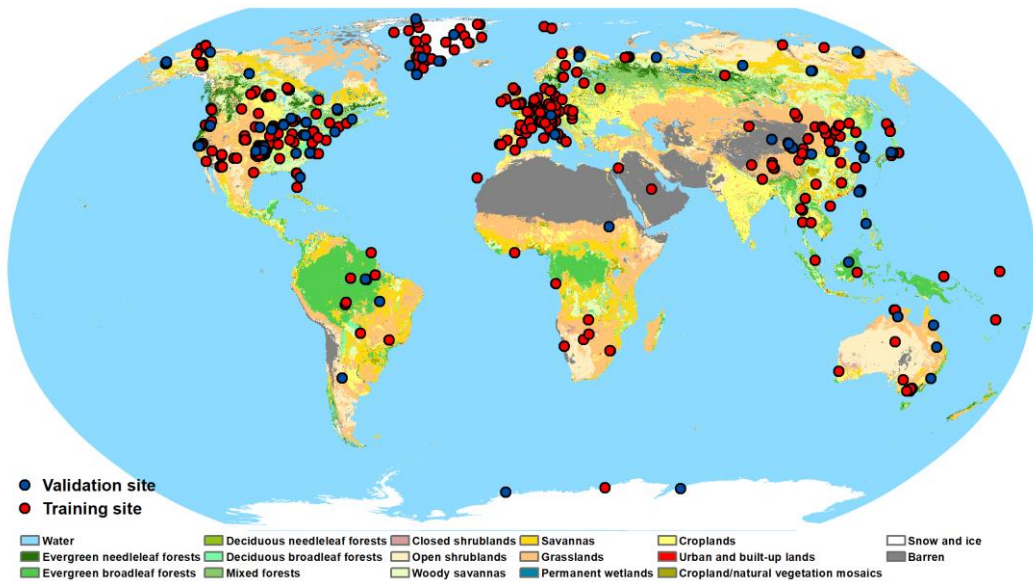 Validation site
Training site
Water
Deciduous needleleaf forests
Closed shrublands
Savannas
Croplands
Snow and ice
Evergreen needleleaf forests
Deciduous broadleaf forests
Open shrublands
Grasslands
Urban and built-up lands
Barren
Evergreen broadleaf forests
Mixed forests
Woody savannas
Permanent wetlands
Cropland/natural vegetation mosaics